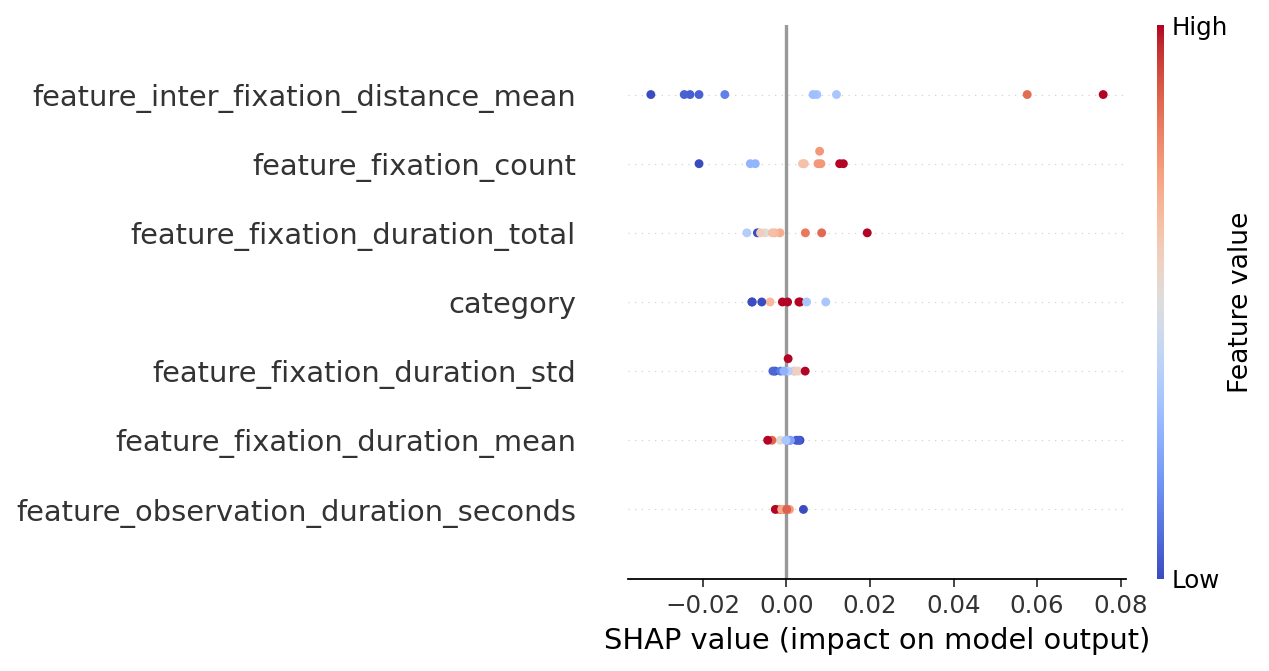 High
feature_inter_fixation_distance_mean
feature_fixation_count
feature_fixation_duration_total
category
feature_fixation_duration_std
feature_fixation_duration_mean
feature_observation_duration_seconds
Feature value
Low
−0.02 0.00 0.02 0.04 0.06 0.08
SHAP value (impact on model output)